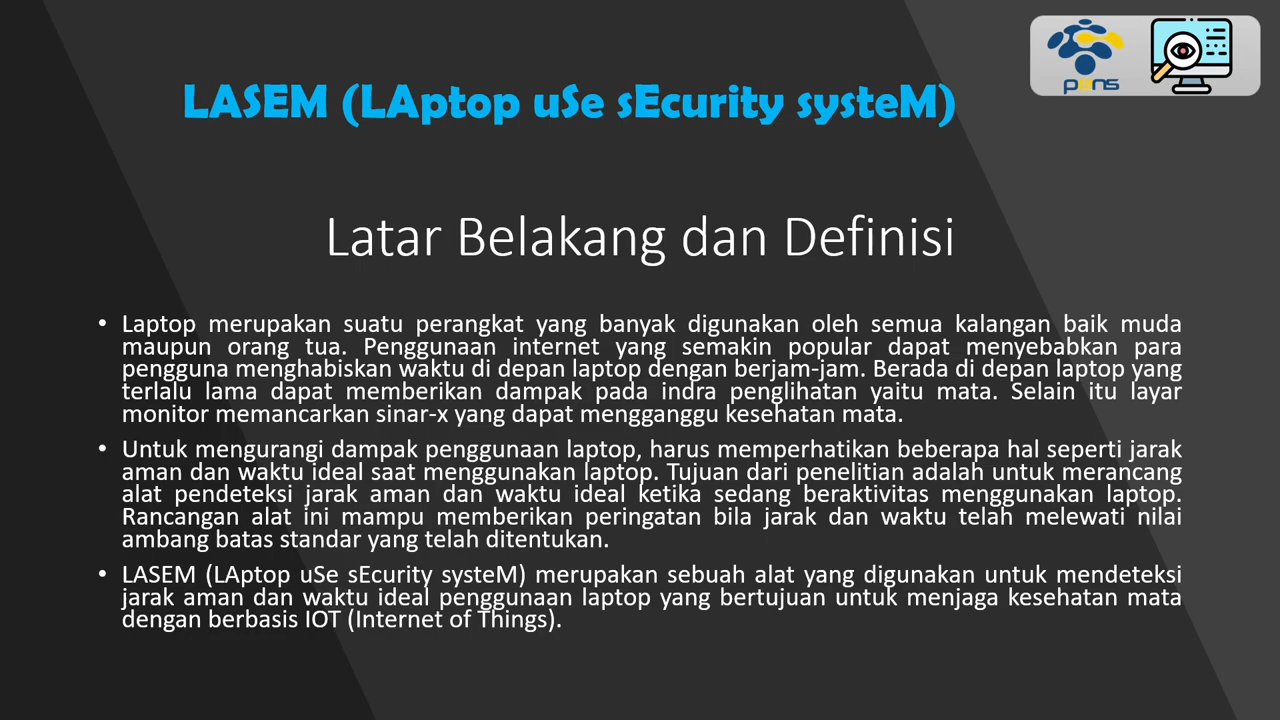 pens
LASEM (LAptop uSe sEcurity systeM)
Latar Belakang dan Definisi
• Laptop merupakan suatu perangkat yang banyak digunakan oleh semua kalangan baik muda
maupun orang tua. Penggunaan internet yang semakin popular dapat menyebabkan para
pengguna menghabiskan waktu di depan laptop dengan berjam-jam. Berada di depan laptop yang
terlalu lama dapat memberikan dampak pada indra penglihatan yaitu mata. Selain itu layar
monitor memancarkan sinar-x yang dapat mengganggu kesehatan mata.
• Untuk mengurangi dampak penggunaan laptop, harus memperhatikan beberapa hal seperti jarak
aman dan waktu ideal saat menggunakan laptop. Tujuan dari penelitian adalah untuk merancang
alat pendeteksi jarak aman dan waktu ideal ketika sedang beraktivitas menggunakan laptop.
Rancangan alat ini mampu memberikan peringatan bila jarak dan waktu telah melewati nilai
ambang batas standar yang telah ditentukan.
• LASEM (LAptop uSe sEcurity systeM) merupakan sebuah alat yang digunakan untuk mendeteksi
jarak aman dan waktu ideal penggunaan laptop yang bertujuan untuk menjaga kesehatan mata
dengan berbasis IOT (Internet of Things).